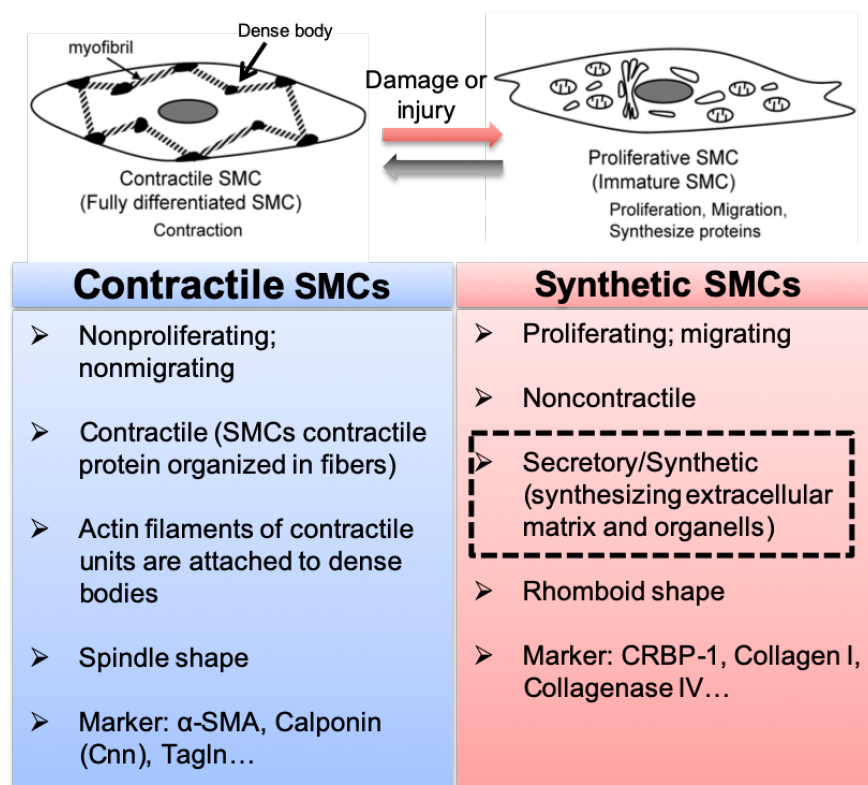 Dense body
myofibril
Damage or
injury
Contractile SMC
(Fully differentiated SMC)
Contraction
Proliferative SMC
(Immature SMC)
Proliferation, Migration,
Synthesize proteins
Contractile SMCs
➢ Nonproliferating;
nonmigrating
➢ Contractile (SMCs contractile
protein organized in fibers)
➢ Actin filaments of contractile
units are attached to dense
bodies
➢ Spindle shape
➢ Marker: α-SMA, Calponin
(Cnn), Tagln…
Synthetic SMCs
➢ Proliferating; migrating
➢ Noncontractile
➢ Secretory/Synthetic
(synthesizing extracellular
matrix and organells)
➢ Rhomboid shape
➢ Marker: CRBP-1, Collagen I,
Collagenase IV…